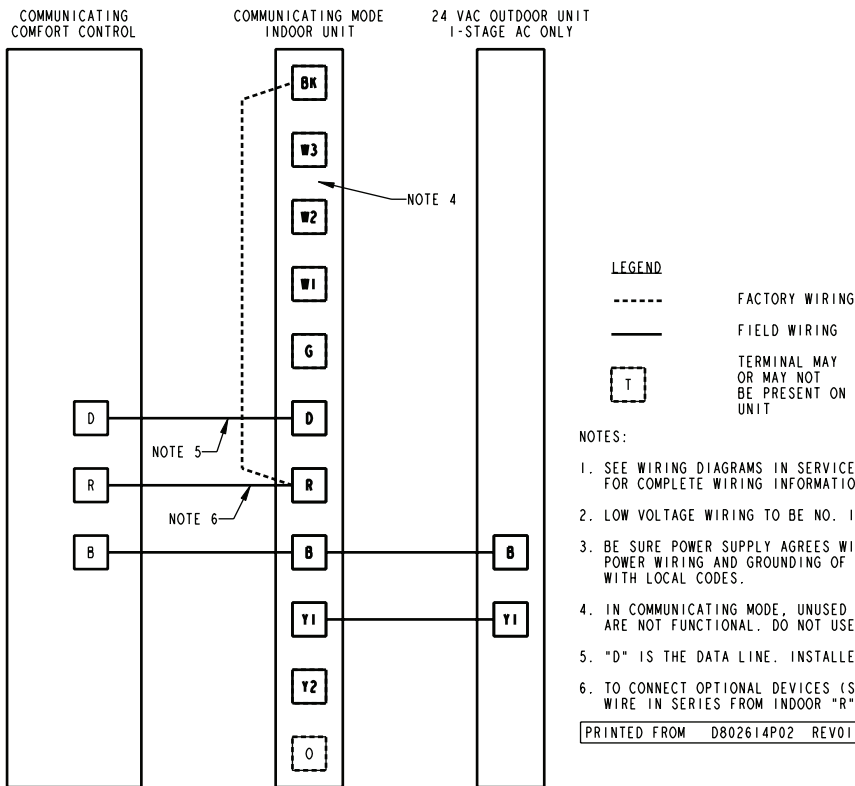 COMMUNICATING
COMFORT CONTROL
COMMUNICATING MODE
INDOOR UNIT
24 VAC OUTDOOR UNIT
1-STAGE AC ONLY
BK
W3
NOTE 4
W2
W1
G
D
D
NOTE 5
R
R
NOTE 6
B
B
B
Y1
Y1
Y2
O
LEGEND
FACTORY WIRING
FIELD WIRING
T
TERMINAL MAY
OR MAY NOT
BE PRESENT ON
UNIT
NOTES:
1. SEE WIRING DIAGRAMS IN SERVICE
FOR COMPLETE WIRING
2. LOW VOLTAGE WIRING TO BE NO.
3. BE SURE POWER SUPPLY AGREES
POWER WIRING AND GROUNDING OF
WITH LOCAL CODES.
4. IN COMMUNICATING MODE, UNUSED
ARE NOT FUNCTIONAL. DO NOT USE
5. "D" IS THE DATA LINE.
6. TO CONNECT OPTIONAL DEVICES
WIRE IN SERIES FROM INDOOR "R"
PRINTED FROM D802614P02 REV01